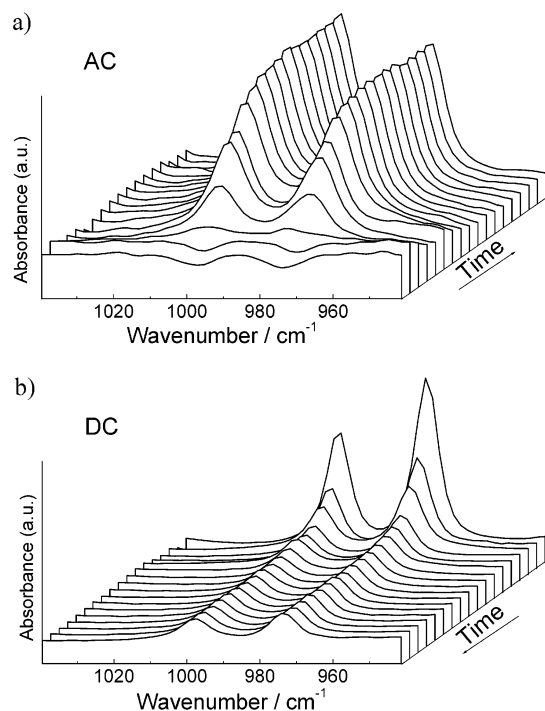 a)
AC
Absorbance (a.u.)
1020 1000 980 960
Wavenumber / cm⁻¹
Time
b)
DC
Absorbance (a.u.)
1020 1000 980 960
Wavenumber / cm⁻¹
Time